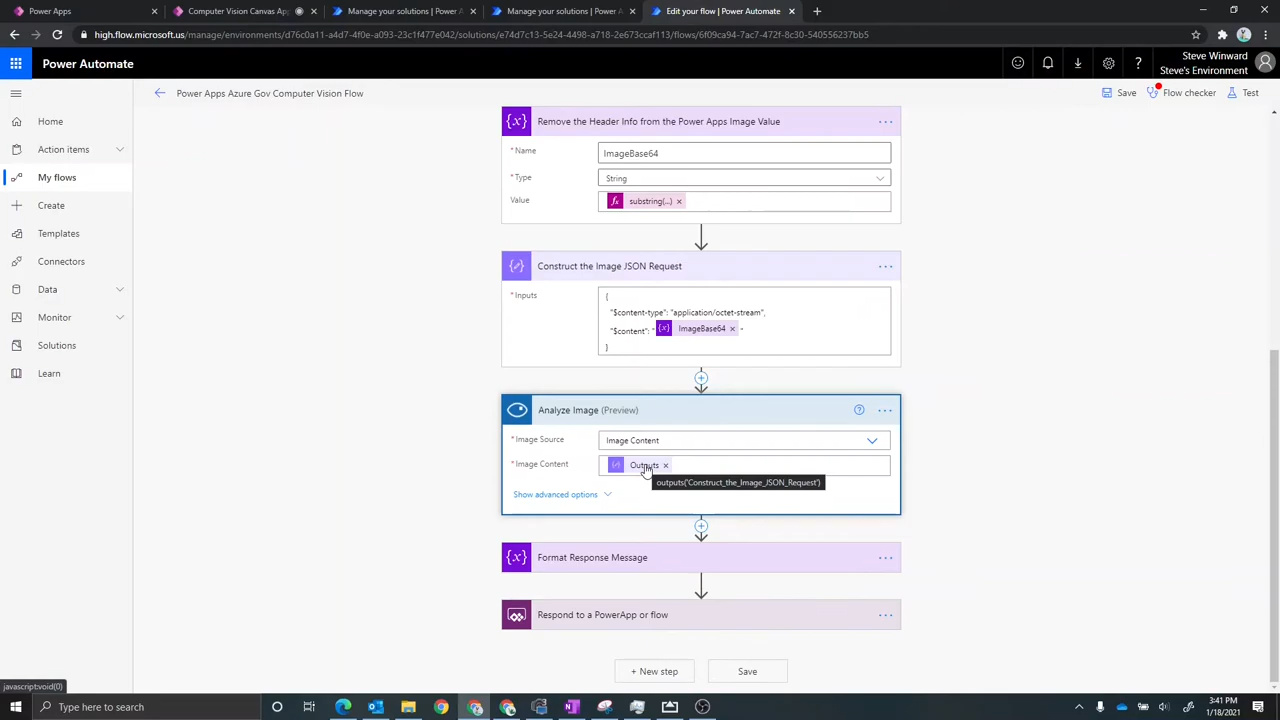 Power Apps
Computer Vision Canvas App
Manage your solutions | Power A
Manage your solutions | Power A
Edit your flow | Power Automate
high.flow.microsoft.us/manage/environments/d76c0a11-a4d7-4f0e-a093-23c1f477e042/solutions/e74d7c13-5e24-4498-a718-2e673ccaf113/flows/6f09ca94-7ac7-472f-8c30-540556237bb5
Power Automate
Steve Winward
Steve's Environment
Power Apps Azure Gov Computer Vision Flow
Save
Flow checker
Test
Home
Action items
My flows
Create
Templates
Connectors
Data
Monitor
Solutions
Learn
{x} Remove the Header Info from the Power Apps Image Value ...
* Name ImageBase64
* Type String
Value fx substring(...) ×
Construct the Image JSON Request ...
* Inputs {
"$content-type": "application/octet-stream",
"$content": " {x} ImageBase64 × "
}
Analyze Image (Preview) ? ...
* Image Source Image Content
* Image Content Outputs ×
outputs('Construct_the_Image_JSON_Request')
Show advanced options
{x} Format Response Message ...
Respond to a PowerApp or flow ...
+ New step
Save
javascript:void(0)
Type here to search
3:41 PM
1/18/2021